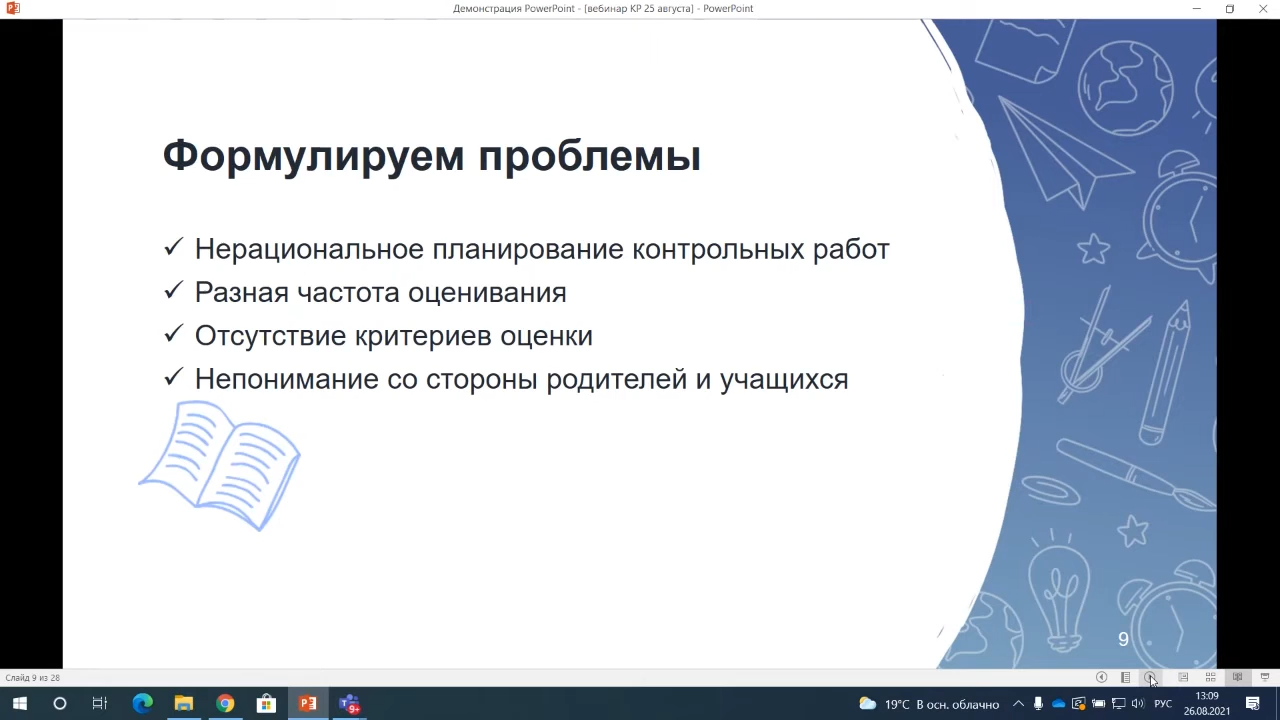 Демонстрация PowerPoint - [вебинар КР 25 августа] - PowerPoint
Формулируем проблемы
✓ Нерациональное планирование контрольных работ
✓ Разная частота оценивания
✓ Отсутствие критериев оценки
✓ Непонимание со стороны родителей и учащихся
9
Слайд 9 из 28
9+
19°C В осн. облачно
РУС
13:09
26.08.2021